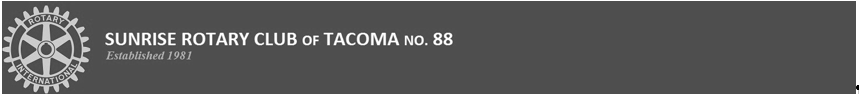 ROTARY
INTERNATIONAL
SUNRISE ROTARY CLUB OF TACOMA NO. 88
Established 1981